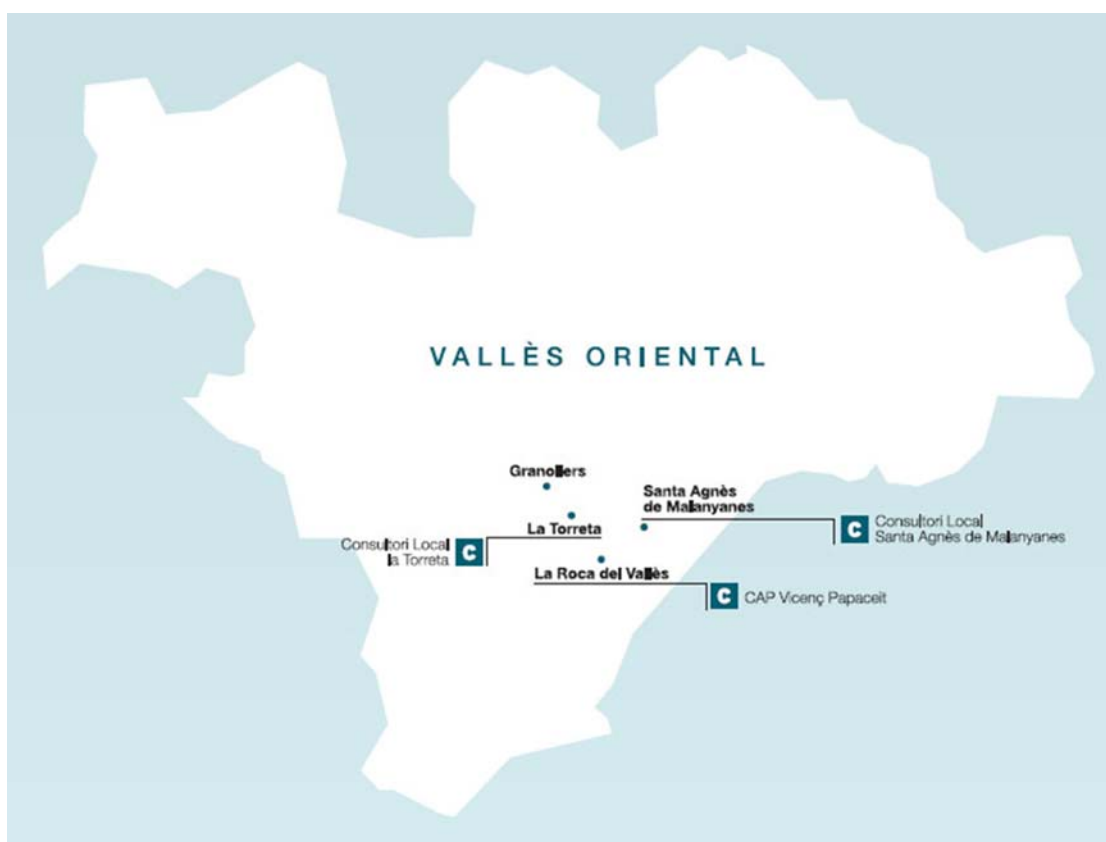 VALLÈS ORIENTAL
Granollers
Santa Agnès
de Malanyanes
La Torreta
C
Consultori Local
Santa Agnès de Malanyanes
Consultori Local
la Torreta
C
La Roca del Vallès
C
CAP Vicenç Papaceit